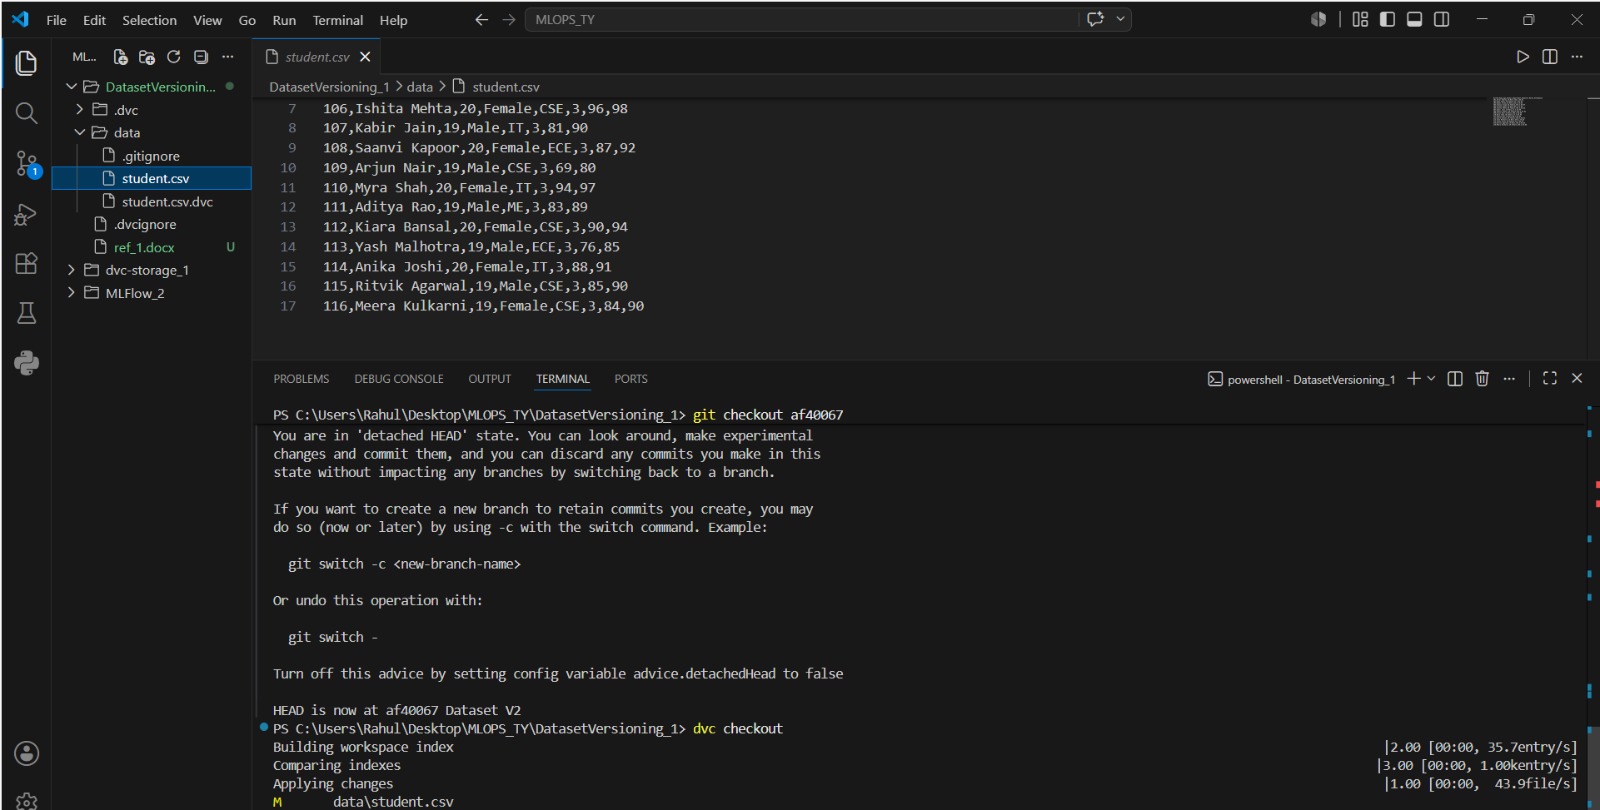 File Edit Selection View Go Run Terminal Help MLOPS_TY
ML...
DatasetVersionin...
.dvc
data
.gitignore
student.csv
student.csv.dvc
.dvcignore
ref_1.docx U
dvc-storage_1
MLFlow_2
1
student.csv
DatasetVersioning_1 > data > student.csv
7 106,Ishita Mehta,20,Female,CSE,3,96,98
8 107,Kabir Jain,19,Male,IT,3,81,90
9 108,Saanvi Kapoor,20,Female,ECE,3,87,92
10 109,Arjun Nair,19,Male,CSE,3,69,80
11 110,Myra Shah,20,Female,IT,3,94,97
12 111,Aditya Rao,19,Male,ME,3,83,89
13 112,Kiara Bansal,20,Female,CSE,3,90,94
14 113,Yash Malhotra,19,Male,ECE,3,76,85
15 114,Anika Joshi,20,Female,IT,3,88,91
16 115,Ritvik Agarwal,19,Male,CSE,3,85,90
17 116,Meera Kulkarni,19,Female,CSE,3,84,90
PROBLEMS DEBUG CONSOLE OUTPUT TERMINAL PORTS powershell - DatasetVersioning_1
PS C:\Users\Rahul\Desktop\MLOPS_TY\DatasetVersioning_1> git checkout af40067
You are in 'detached HEAD' state. You can look around, make experimental
changes and commit them, and you can discard any commits you make in this
state without impacting any branches by switching back to a branch.
If you want to create a new branch to retain commits you create, you may
do so (now or later) by using -c with the switch command. Example:
git switch -c <new-branch-name>
Or undo this operation with:
git switch -
Turn off this advice by setting config variable advice.detachedHead to false
HEAD is now at af40067 Dataset V2
PS C:\Users\Rahul\Desktop\MLOPS_TY\DatasetVersioning_1> dvc checkout
Building workspace index |2.00 [00:00, 35.7entry/s]
Comparing indexes |3.00 [00:00, 1.00kentry/s]
Applying changes |1.00 [00:00, 43.9file/s]
M data\student.csv